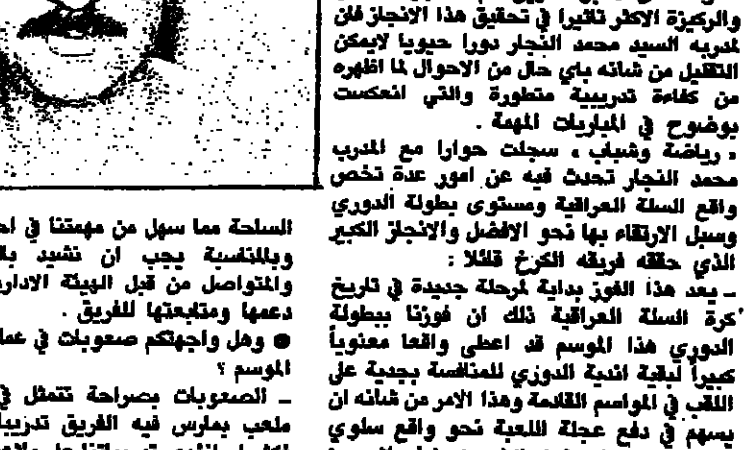 والركيزة الاكثر تاثيرا في تحقيق هذا الانجاز فان
لمدربه السيد محمد النجار دورا حيويا لايمكن
التقليل من شانه باي حال من الاحوال لما اظهره
من كفاءة تدريبية متطورة والتي انعكست
بوضوح في المباريات المهمة .
« رياضة وشباب » سجلت حوارا مع المدرب
محمد النجار تحدث فيه عن امور عدة تخص
واقع السلة العراقية ومستوى بطولة الدوري
وسبل الارتقاء بها نحو الافضل والانجاز الكبير
الذي حققه فريقه الكرخ قائلا :
ـ يعد هذا الفوز بداية لمرحلة جديدة في تاريخ
كرة السلة العراقية ذلك ان فوزنا ببطولة
الدوري هذا الموسم قد اعطى واقعا معنوياً
كبيراً لبقية اندية الدوري للمنافسة بجدية على
اللقب في المواسم القادمة وهذا الامر من شانه ان
يسهم في دفع عجلة اللعبة نحو واقع سلوي
الساحة مما سهل من مهمتنا في
وبالمناسبة يجب ان نشيد
والمتواصل من قبل الهيئة
دعمها ومتابعتها للفريق .
● وهل واجهتكم صعوبات في
الموسم ؟
ـ الصعوبات بصراحة تتمثل في
ملعب يمارس فيه الفريق